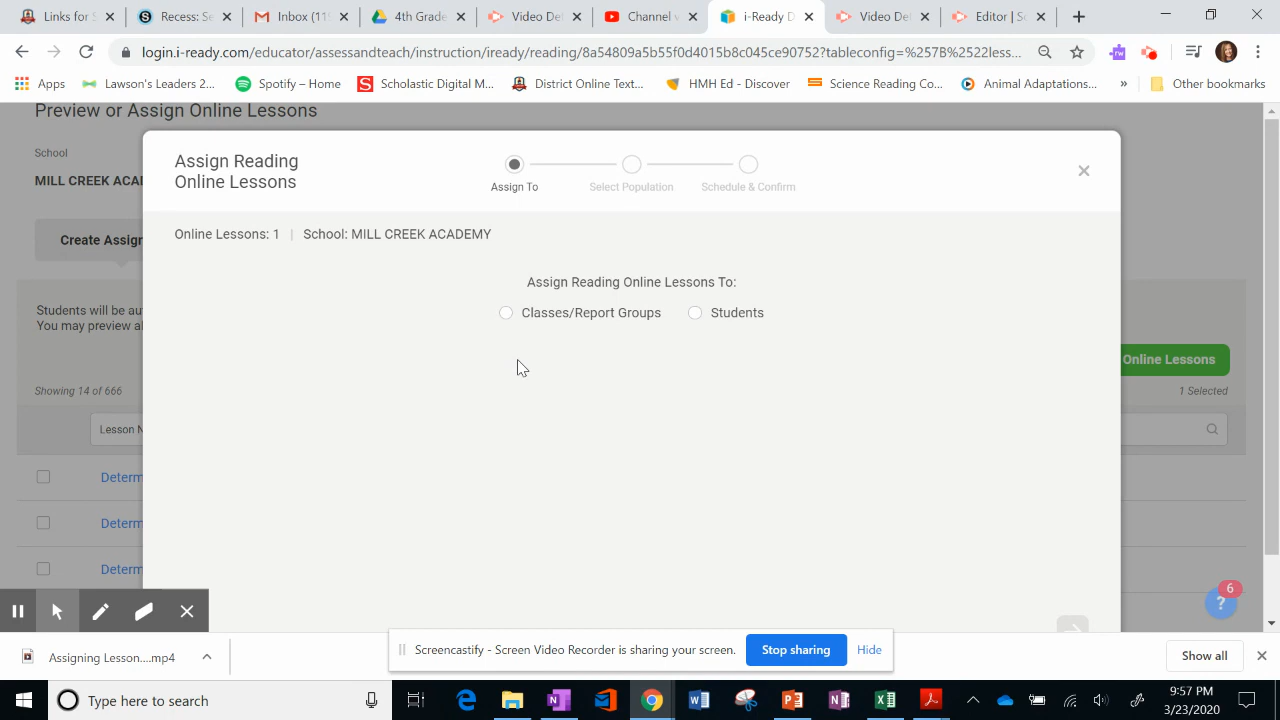 Links for S
Recess: Se
Inbox (119
4th Grade
Video Det
Channel v
i-Ready D
Video Det
Editor | Sc
login.i-ready.com/educator/assessandteach/instruction/iready/reading/8a54809a5b55f0d4015b8c045ce90752?tableconfig=%257B%2522less...
rw
Apps
Lawson's Leaders 2...
Spotify – Home
Scholastic Digital M...
District Online Text...
HMH Ed - Discover
Science Reading Co...
Animal Adaptations...
»
Other bookmarks
Preview or Assign Online Lessons
School
MILL CREEK ACA
Create Assign
Students will be au
You may preview al
Showing 14 of 666
Lesson N
Online Lessons
1 Selected
Determ
Determ
Determ
Assign Reading
Online Lessons
Assign To
Select Population
Schedule & Confirm
Online Lessons: 1 | School: MILL CREEK ACADEMY
Assign Reading Online Lessons To:
Classes/Report Groups
Students
6
?
Assigning Lesson....mp4
Screencastify - Screen Video Recorder is sharing your screen.
Stop sharing
Hide
Show all
Type here to search
9:57 PM
3/23/2020